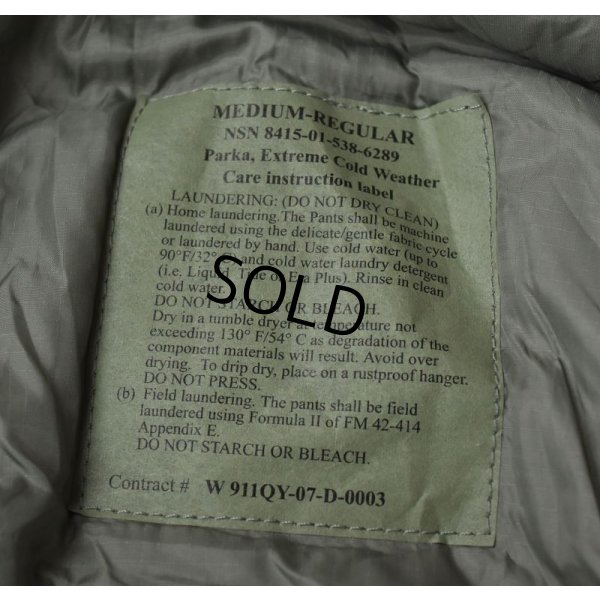 MEDIUM-REGULAR
NSN 8415-01-538-6289
Parka, Extreme Cold Weather
Care instruction label
LAUNDERING: (DO NOT DRY CLEAN)
(a) Home laundering. The Pants shall be machine
laundered using the delicate/gentle fabric cycle
or laundered by hand. Use cold water (up to
90°F/32° and cold water laundry detergent
(i.e. Liquid Tide or Era Plus). Rinse in clean
cold water.
SOLD
DO NOT STARCH OR BLEACH.
Dry in a tumble dryer at temperature not
exceeding 130° F/54° C as degradation of the
component materials will result. Avoid over
drying. To drip dry, place on a rustproof hanger.
DO NOT PRESS.
(b) Field laundering. The pants shall be field
laundered using Formula II of FM 42-414
Appendix E.
DO NOT STARCH OR BLEACH.
Contract # W 911QY-07-D-0003